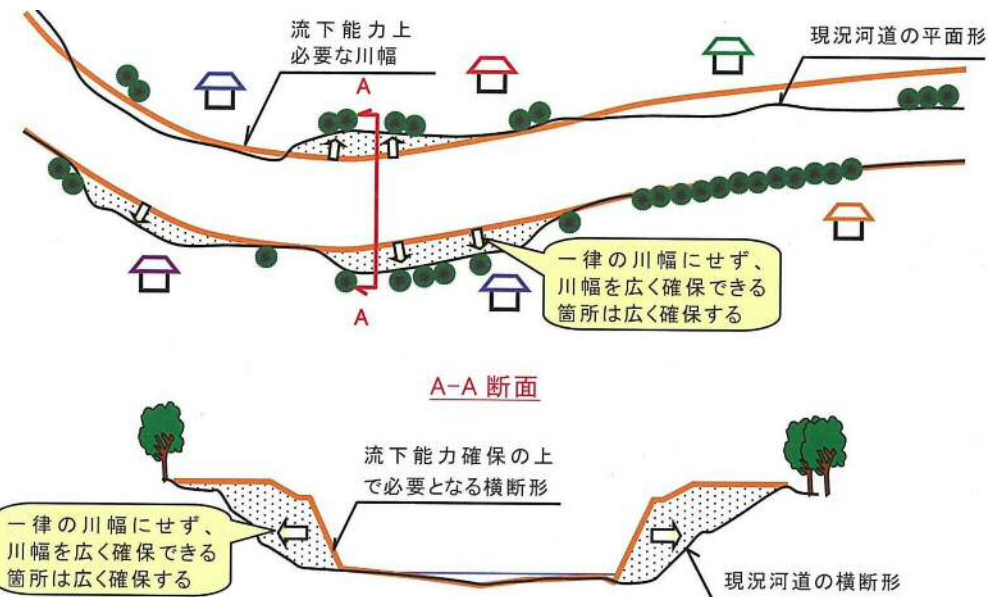 流下能力上
必要な川幅
現況河道の平面形
A
A
一律の川幅にせず、
川幅を広く確保できる
箇所は広く確保する
A-A 断面
流下能力確保の上
で必要となる横断形
一律の川幅にせず、
川幅を広く確保できる
箇所は広く確保する
現況河道の横断形